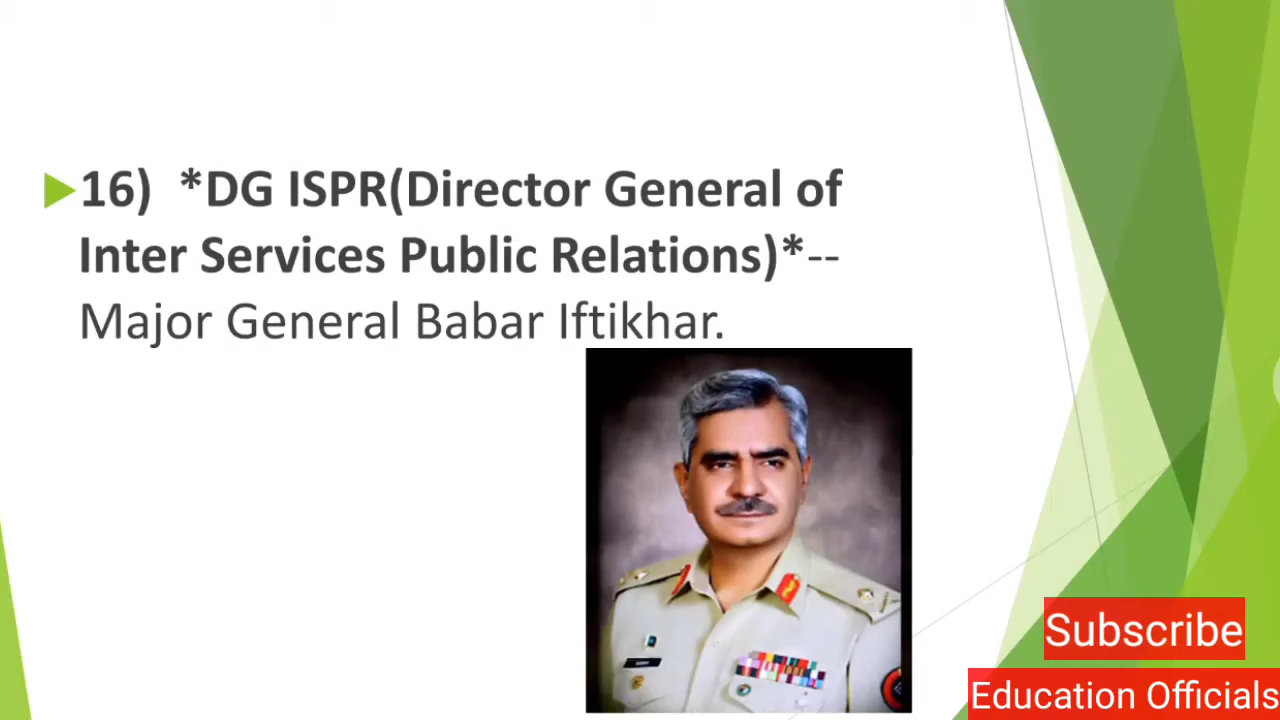 16) *DG ISPR(Director General of
Inter Services Public Relations)*--
Major General Babar Iftikhar.
Subscribe
Education Officials